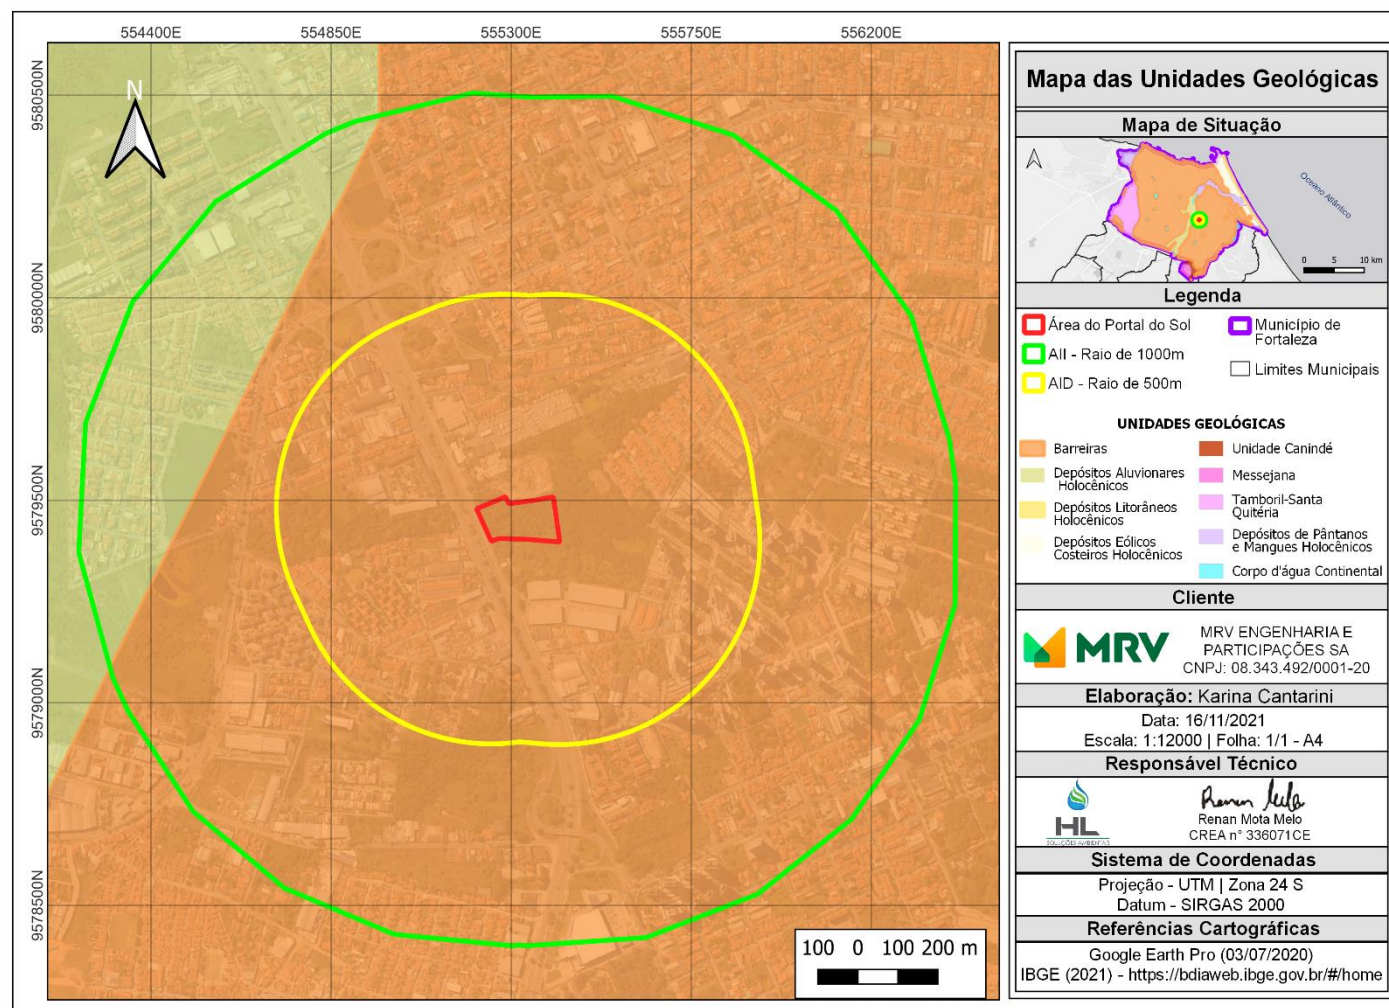 554400E 554850E 555300E 555750E 556200E
9580500N
9580000N
9579500N
9579000N
9578500N
N
100 0 100 200 m
Mapa das Unidades Geológicas
Mapa de Situação
Oceano Atlântico
0 5 10 km
Legenda
Área do Portal do Sol
AII - Raio de 1000m
AID - Raio de 500m
Município de
Fortaleza
Limites Municipais
UNIDADES GEOLÓGICAS
Barreiras
Depósitos Aluvionares
Holocênicos
Depósitos Litorâneos
Holocênicos
Depósitos Eólicos
Costeiros Holocênicos
Unidade Canindé
Messejana
Tamboril-Santa
Quitéria
Depósitos de Pântanos
e Mangues Holocênicos
Corpo d'água Continental
Cliente
MRV
MRV ENGENHARIA E
PARTICIPAÇÕES SA
CNPJ: 08.343.492/0001-20
Elaboração: Karina Cantarini
Data: 16/11/2021
Escala: 1:12000 | Folha: 1/1 - A4
Responsável Técnico
HL
SOLUÇÕES AMBIENTAIS
Renan Mota Melo
CREA n° 336071CE
Sistema de Coordenadas
Projeção - UTM | Zona 24 S
Datum - SIRGAS 2000
Referências Cartográficas
Google Earth Pro (03/07/2020)
IBGE (2021) - https://bdiaweb.ibge.gov.br/#/home